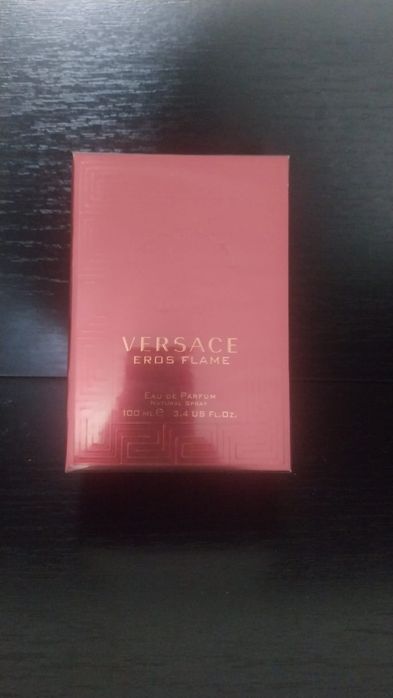 VERSACE
EROS FLAME
EAU DE PARFUM
NATURAL SPRAY
100 ML ℮ 3.4 US FL.OZ.